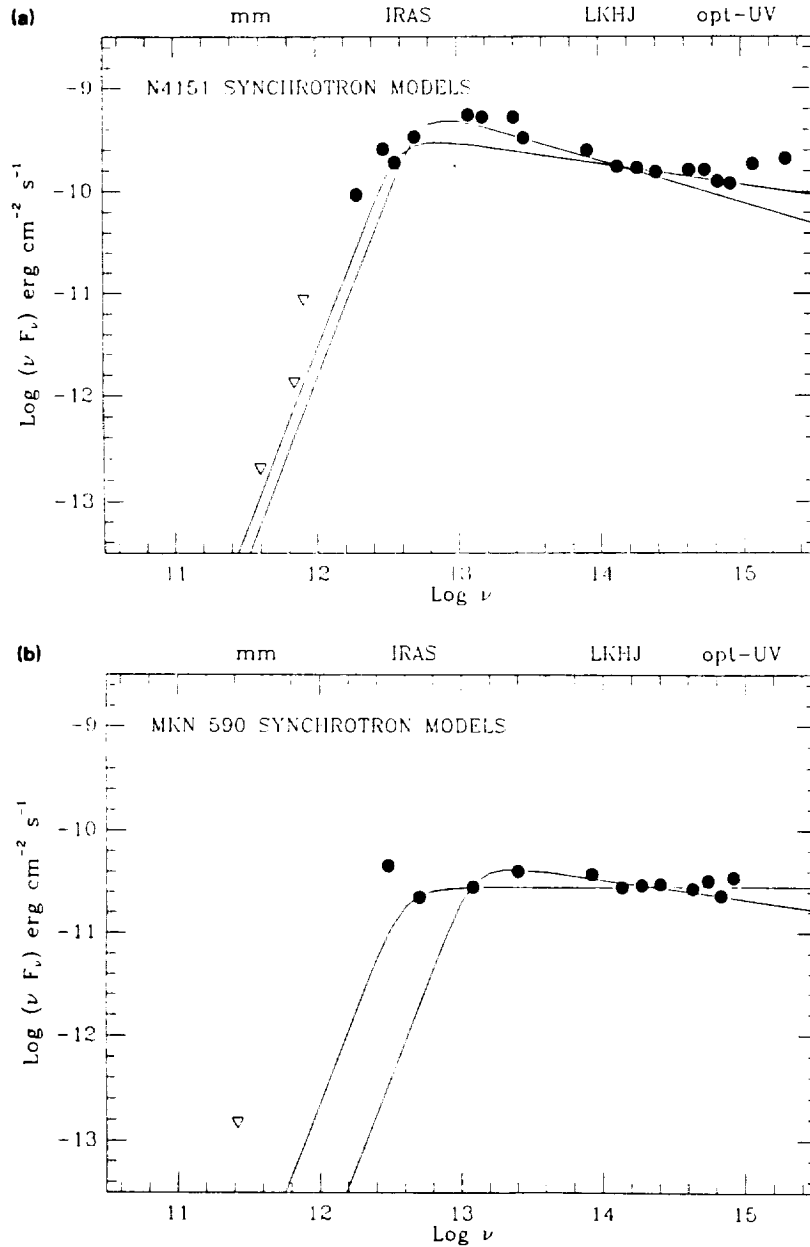 (a)
mm IRAS LKHJ opt-UV
N4151 SYNCHROTRON MODELS
Log (ν Fν) erg cm⁻² s⁻¹
-9
-10
-11
-12
-13
11 12 13 14 15
Log ν
(b)
mm IRAS LKHJ opt-UV
MKN 590 SYNCHROTRON MODELS
Log (ν Fν) erg cm⁻² s⁻¹
-9
-10
-11
-12
-13
11 12 13 14 15
Log ν